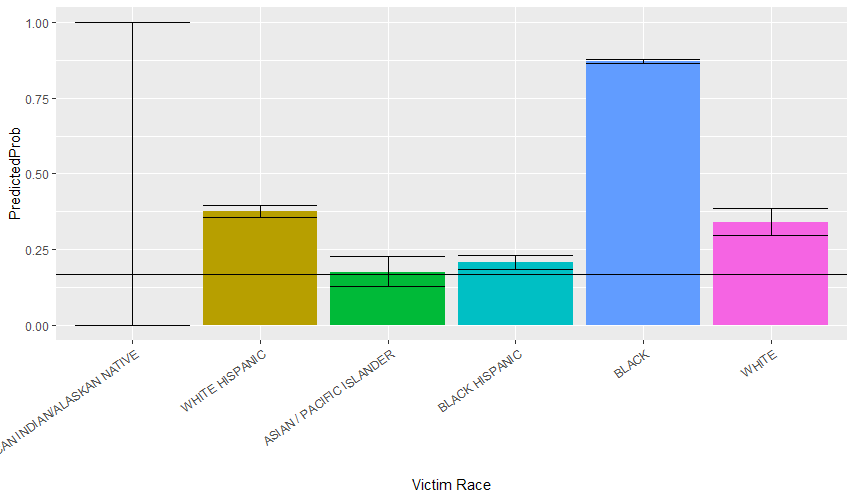 1.00
0.75
0.50
0.25
0.00
PredictedProb
INDIAN/ALASKAN NATIVE
WHITE HISPANIC
ASIAN / PACIFIC ISLANDER
BLACK HISPANIC
BLACK
WHITE
Victim Race